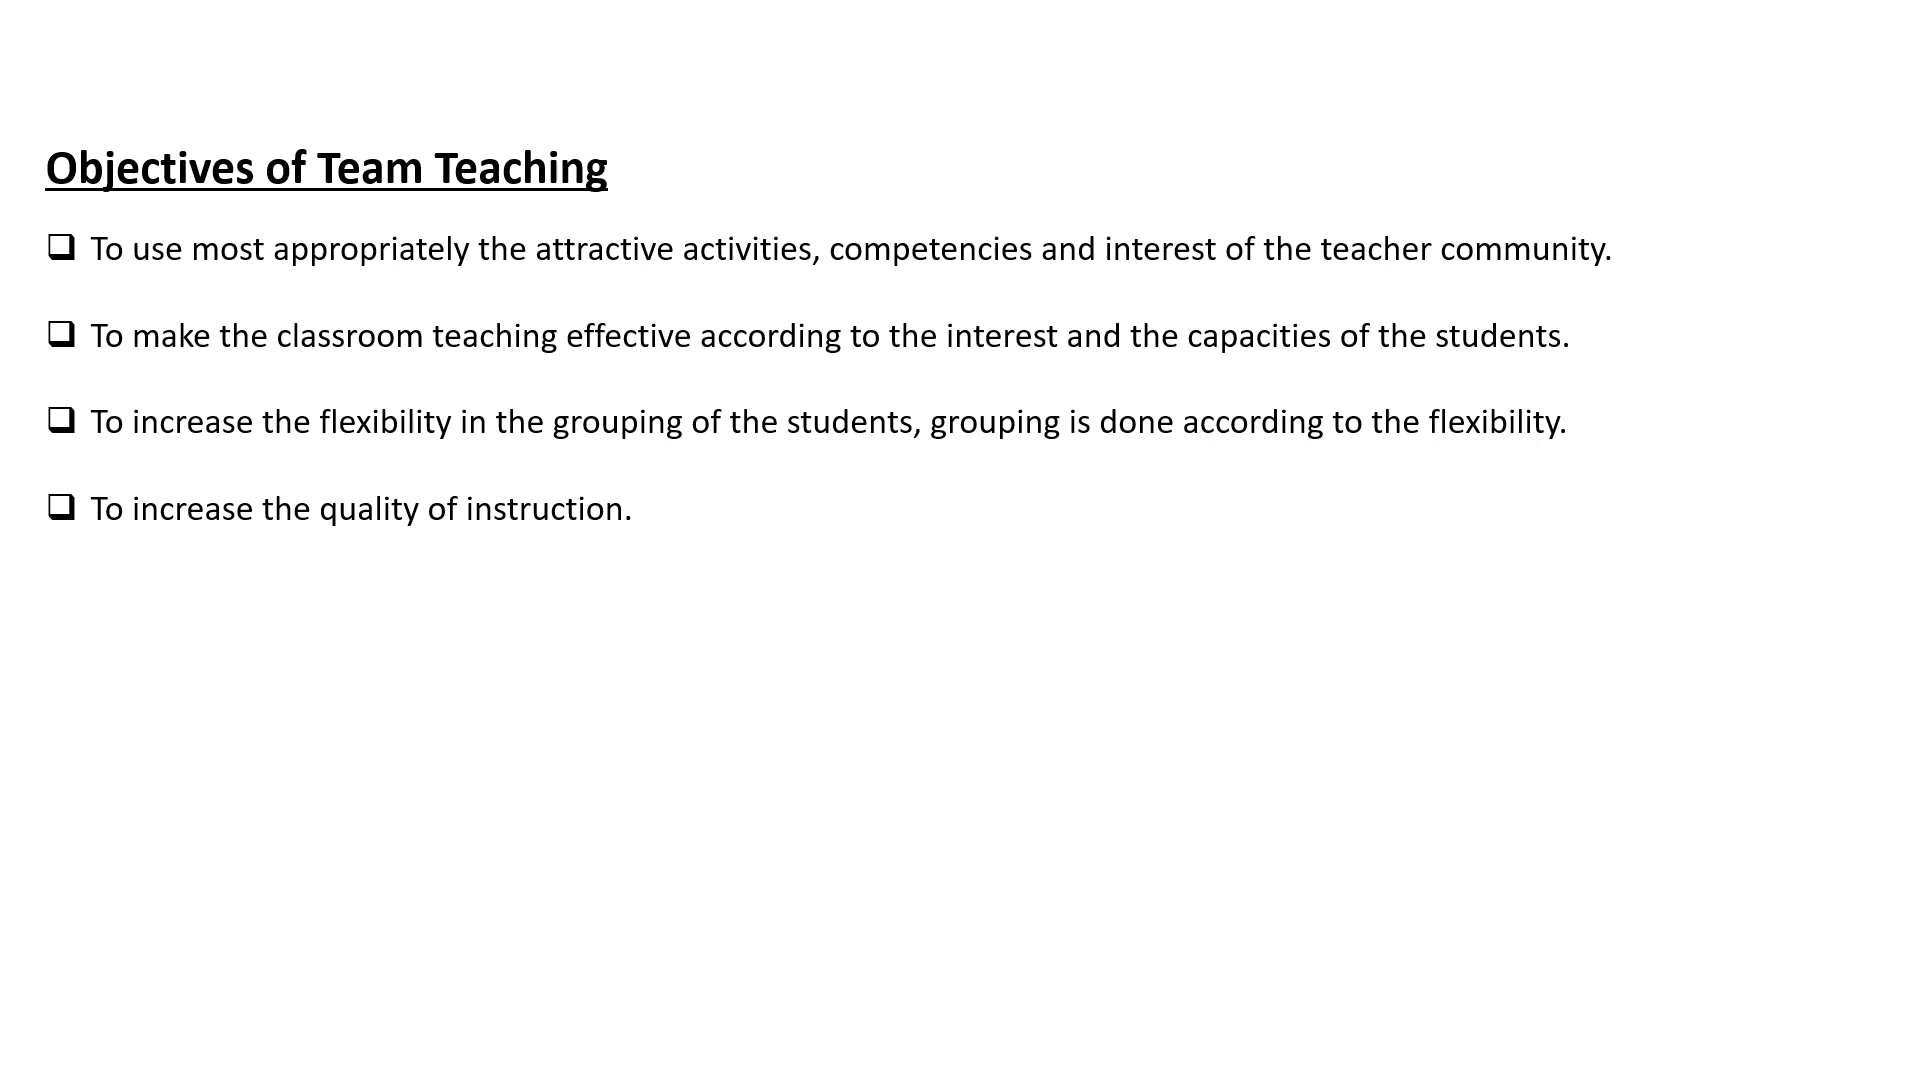 Objectives of Team Teaching
❑ To use most appropriately the attractive activities, competencies and interest of the teacher community.
❑ To make the classroom teaching effective according to the interest and the capacities of the students.
❑ To increase the flexibility in the grouping of the students, grouping is done according to the flexibility.
❑ To increase the quality of instruction.